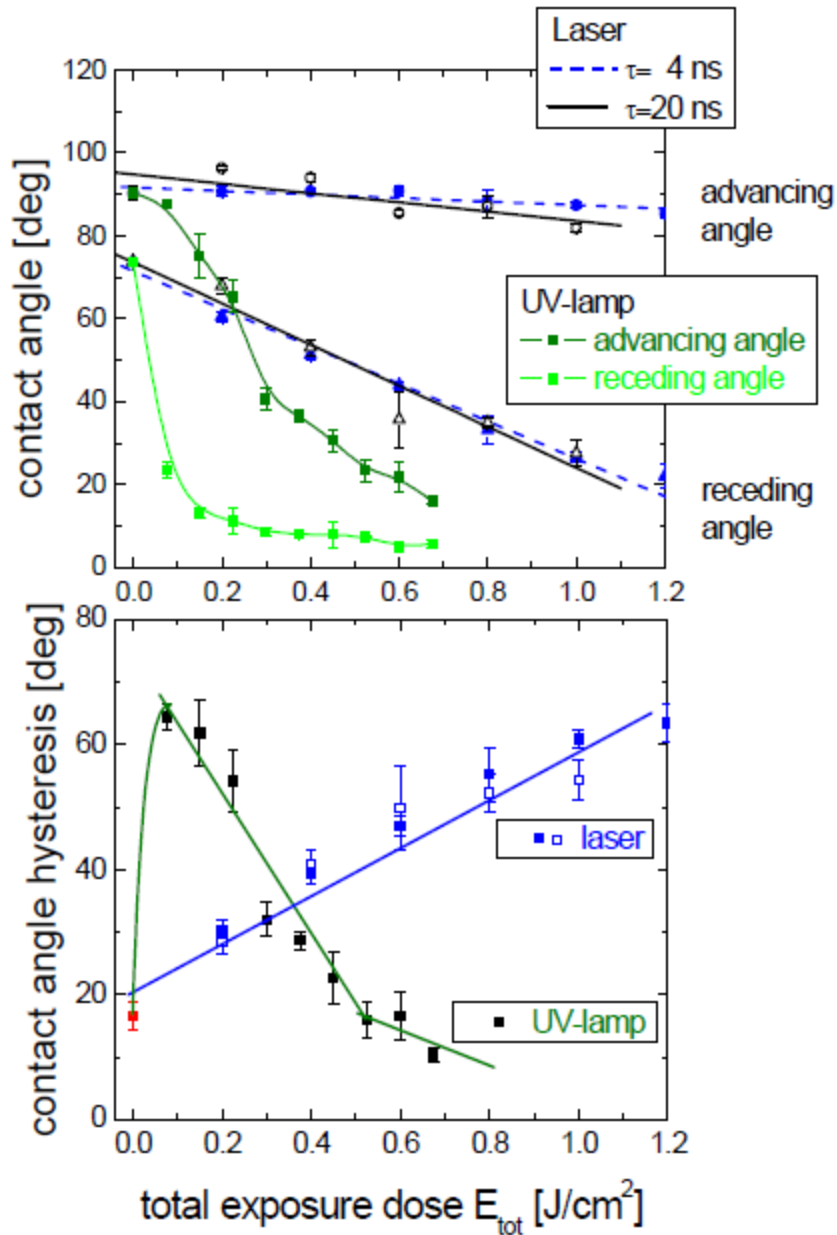 Laser
τ= 4 ns
τ=20 ns
120
100
80
60
40
20
0
contact angle [deg]
advancing
angle
UV-lamp
advancing angle
receding angle
receding
angle
0.0 0.2 0.4 0.6 0.8 1.0 1.2
80
60
40
20
0
contact angle hysteresis [deg]
laser
UV-lamp
0.0 0.2 0.4 0.6 0.8 1.0 1.2
total exposure dose E_tot [J/cm²]